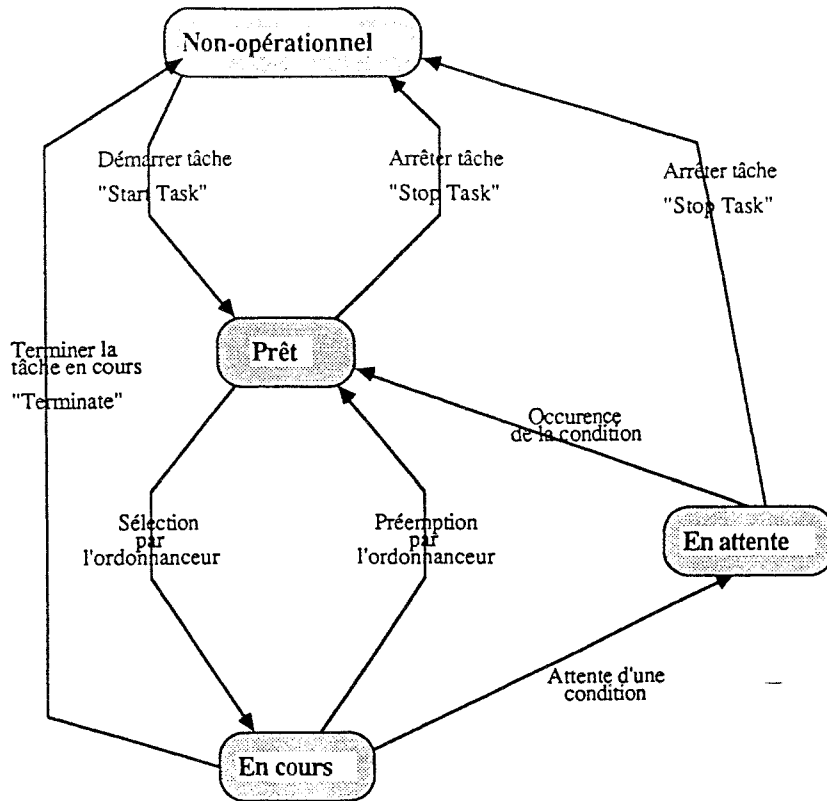 Non-opérationnel
Démarrer tâche
"Start Task"
Arrêter tâche
"Stop Task"
Arrêter tâche
"Stop Task"
Prêt
Terminer la
tâche en cours
"Terminate"
Occurence
de la condition
Sélection
par
l'ordonnanceur
Préemption
par
l'ordonnanceur
En attente
Attente d'une
condition
En cours